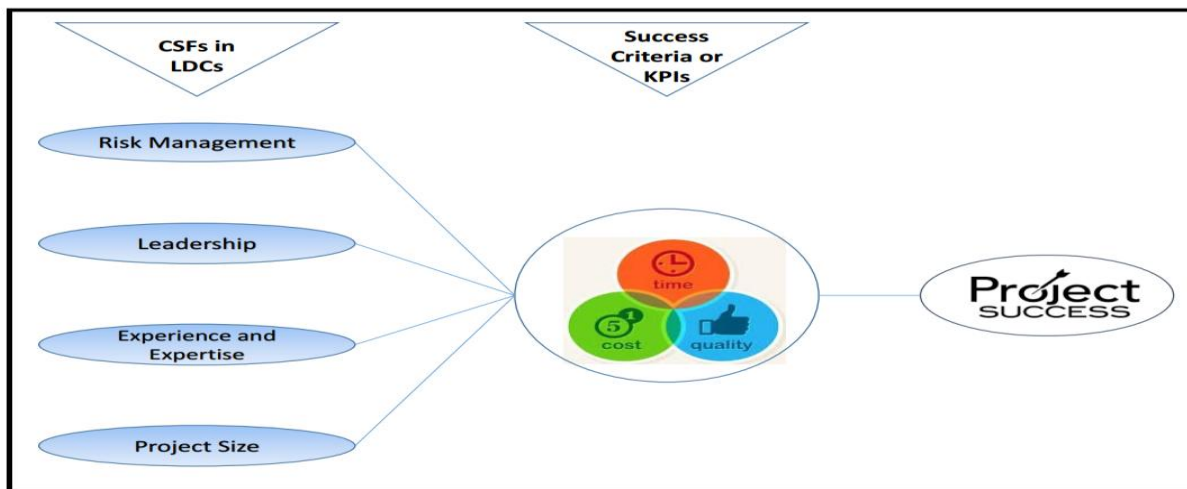 CSFs in
LDCs
Success
Criteria or
KPIs
Risk Management
Leadership
Experience and
Expertise
Project Size
time
5 1
cost
quality
Project
SUCCESS